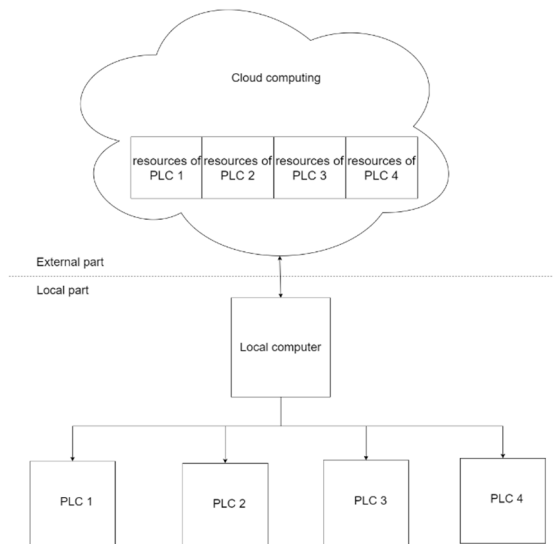 Cloud computing
resources of resources of resources of resources of
PLC 1 PLC 2 PLC 3 PLC 4
External part
Local part
Local computer
PLC 1 PLC 2 PLC 3 PLC 4